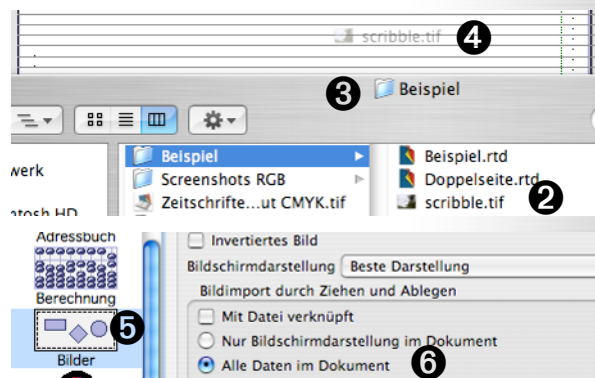 scribble.tif 4
3 Beispiel
Beispiel
Beispiel.rtd
werk
Screenshots RGB
Doppelseite.rtd
Zeitschrifte...ut CMYK.tif
scribble.tif 2
ntosh HD
Adressbuch
Invertiertes Bild
Bildschirmdarstellung Beste Darstellung
Berechnung
Bildimport durch Ziehen und Ablegen
Mit Datei verknüpft
5
Nur Bildschirmdarstellung im Dokument
Bilder
Alle Daten im Dokument 6